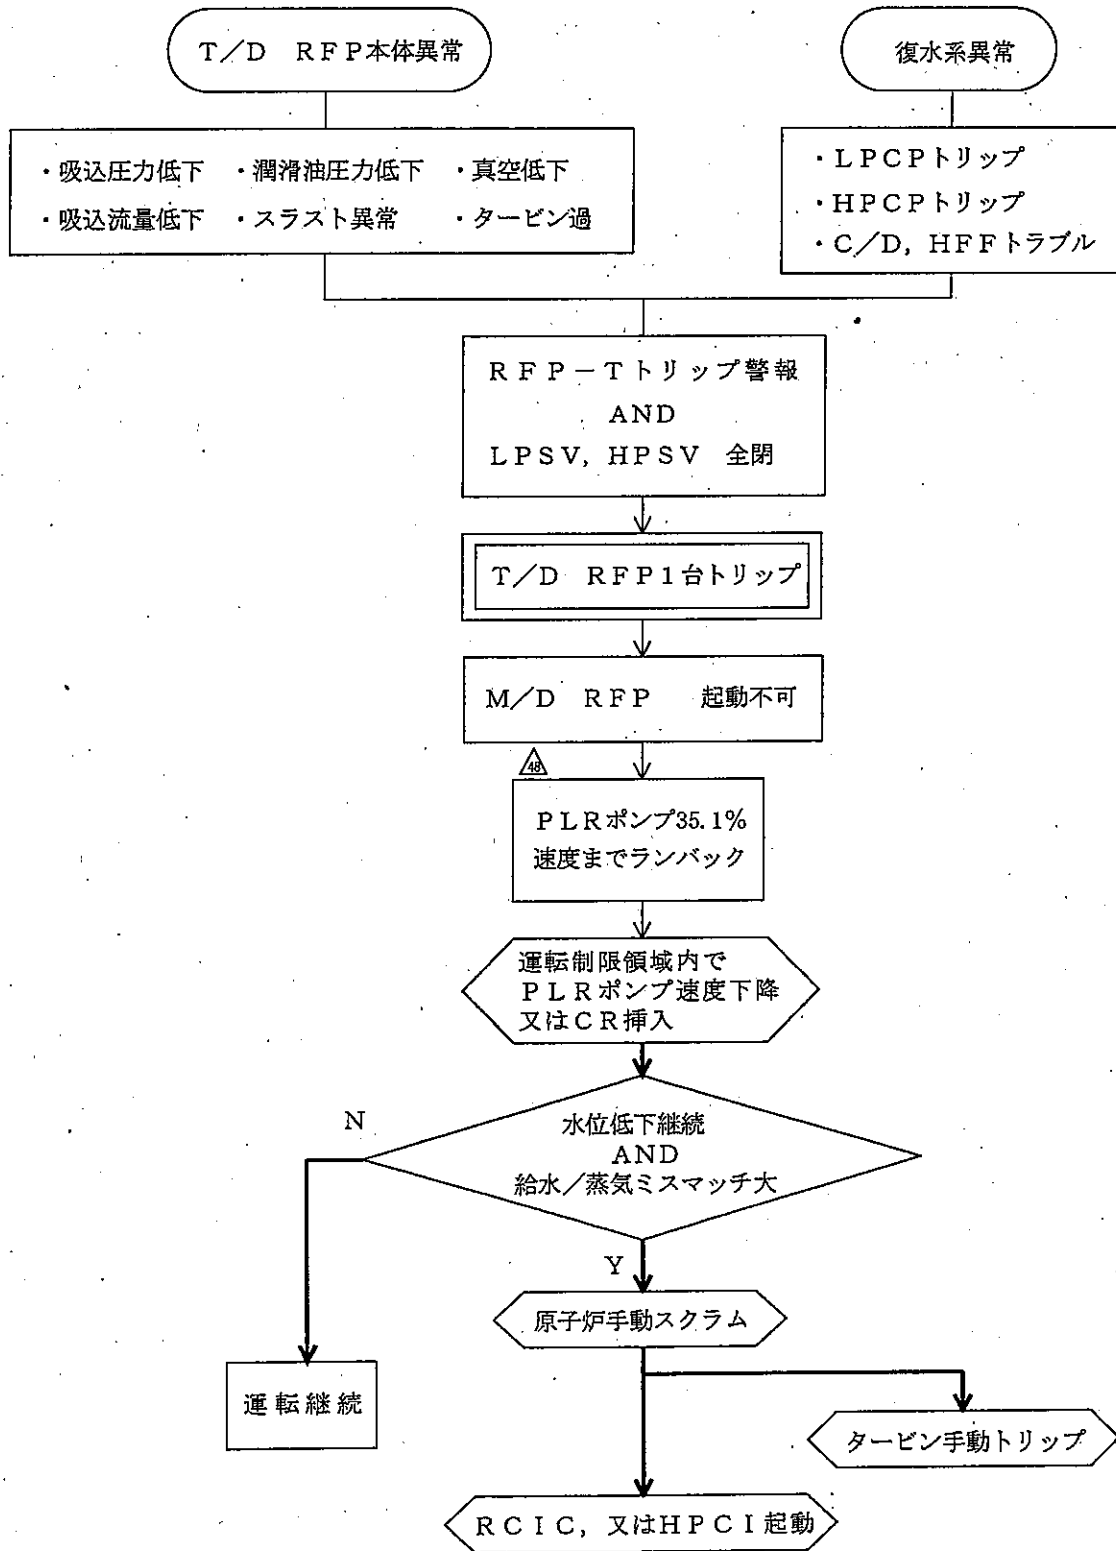 T/D RFP本体異常
復水系異常
・吸込圧力低下 ・潤滑油圧力低下 ・真空低下
・吸込流量低下 ・スラスト異常 ・タービン過
・LPCPトリップ
・HPCPトリップ
・C/D, HFFトラブル
RFP-Tトリップ警報
AND
LPSV, HPSV 全閉
T/D RFP1台トリップ
M/D RFP 起動不可
48
PLRポンプ35.1%
速度までランバック
運転制限領域内で
PLRポンプ速度下降
又はCR挿入
水位低下継続
AND
給水/蒸気ミスマッチ大
N
Y
原子炉手動スクラム
運転継続
タービン手動トリップ
RCIC, 又はHPCI起動